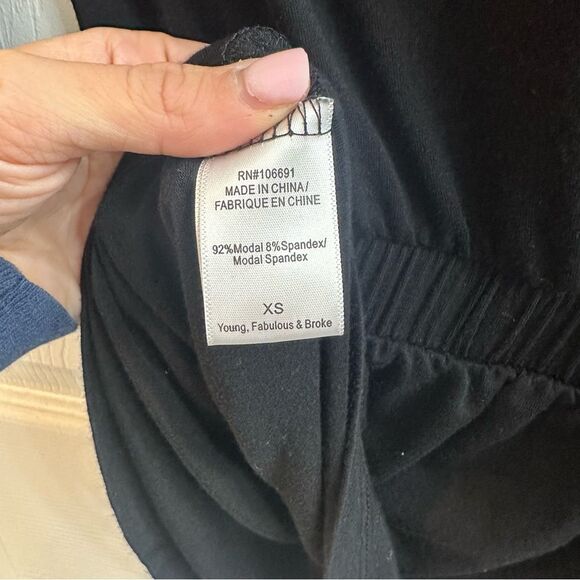 RN#106691
MADE IN CHINA/
FABRIQUE EN CHINE
92%Modal 8%Spandex/
Modal Spandex
XS
Young, Fabulous & Broke